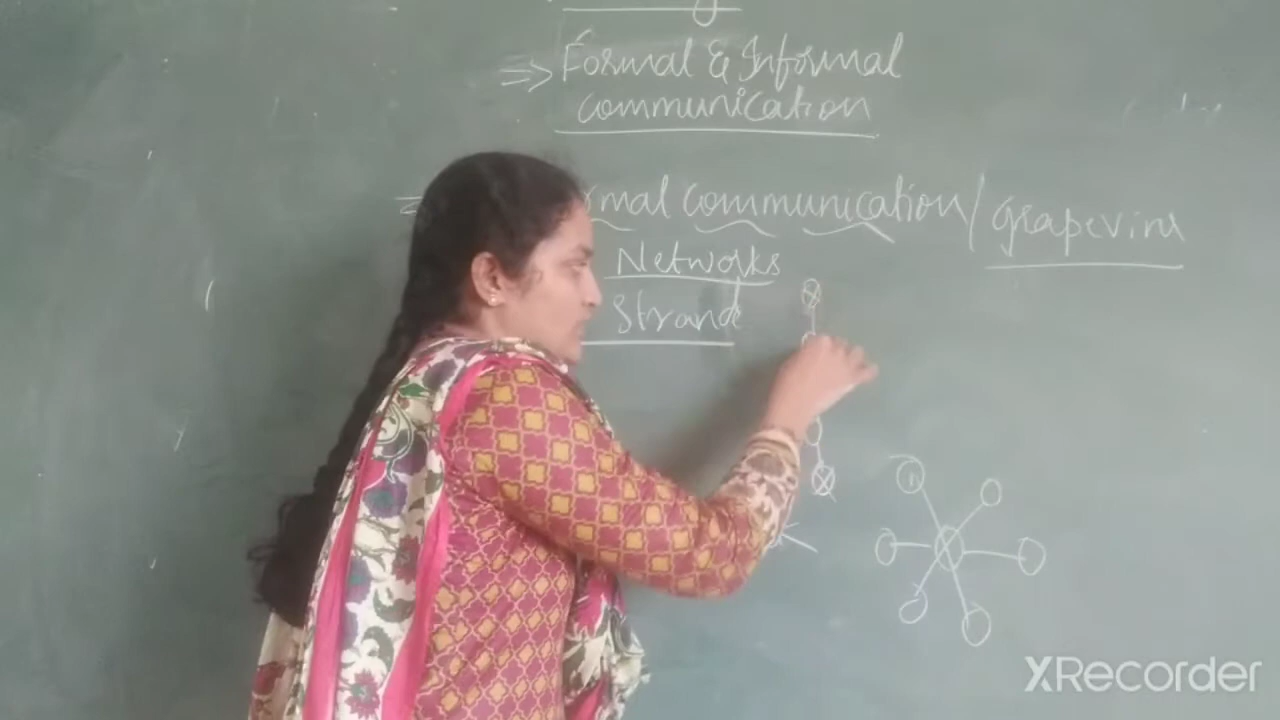 => Formal & Informal
communication
rmal communication/grapevine
Networks
Strand
XRecorder